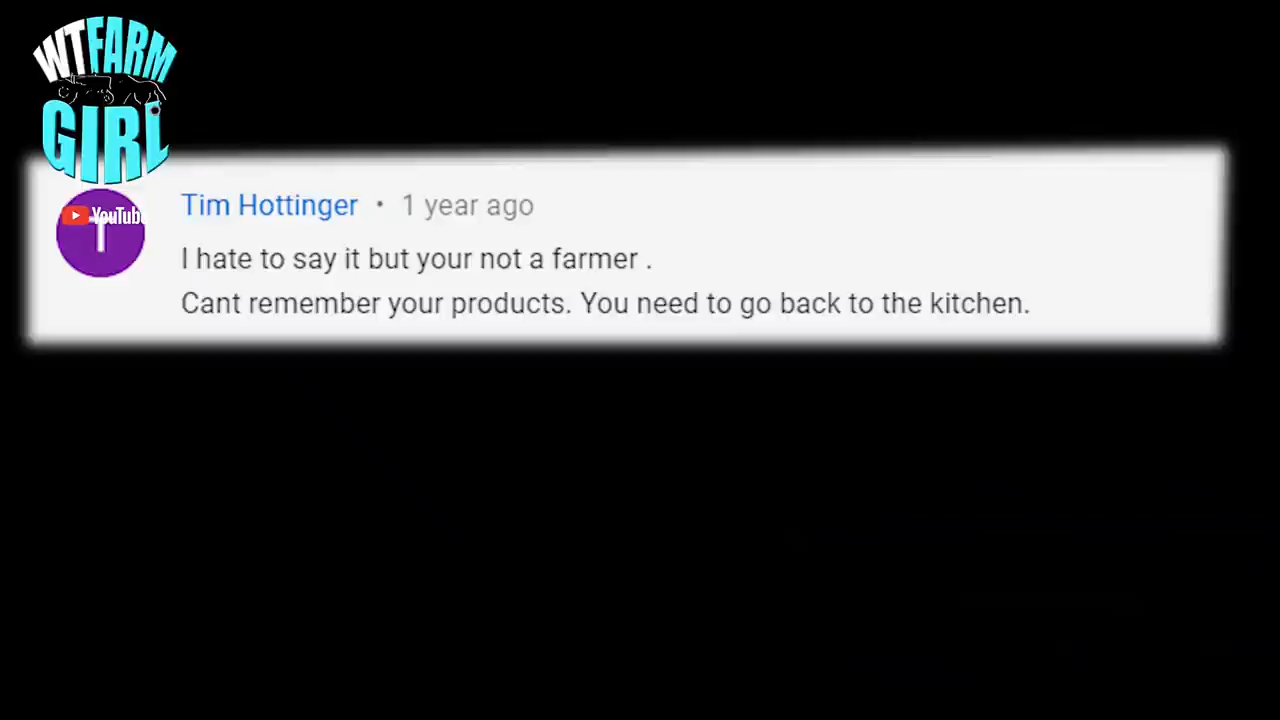 WTFARM
GIRL
YouTube
T
Tim Hottinger • 1 year ago
I hate to say it but your not a farmer .
Cant remember your products. You need to go back to the kitchen.